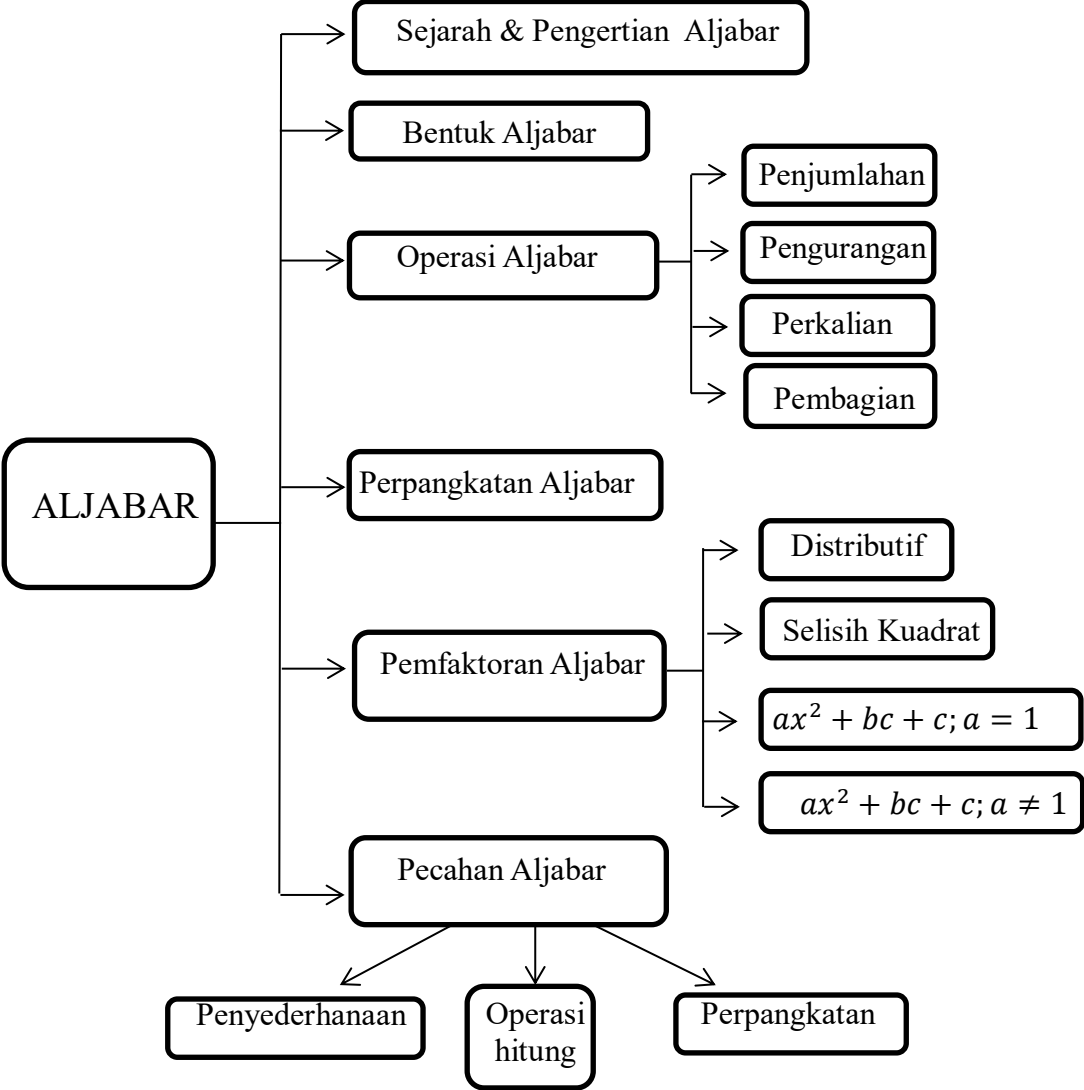 Sejarah & Pengertian Aljabar
Bentuk Aljabar
Operasi Aljabar
Penjumlahan
Pengurangan
Perkalian
Pembagian
ALJABAR
Perpangkatan Aljabar
Pemfaktoran Aljabar
Distributif
Selisih Kuadrat
𝑎𝑥² + 𝑏𝑐 + 𝑐; 𝑎 = 1
𝑎𝑥² + 𝑏𝑐 + 𝑐; 𝑎 ≠ 1
Pecahan Aljabar
Penyederhanaan
Operasi
hitung
Perpangkatan